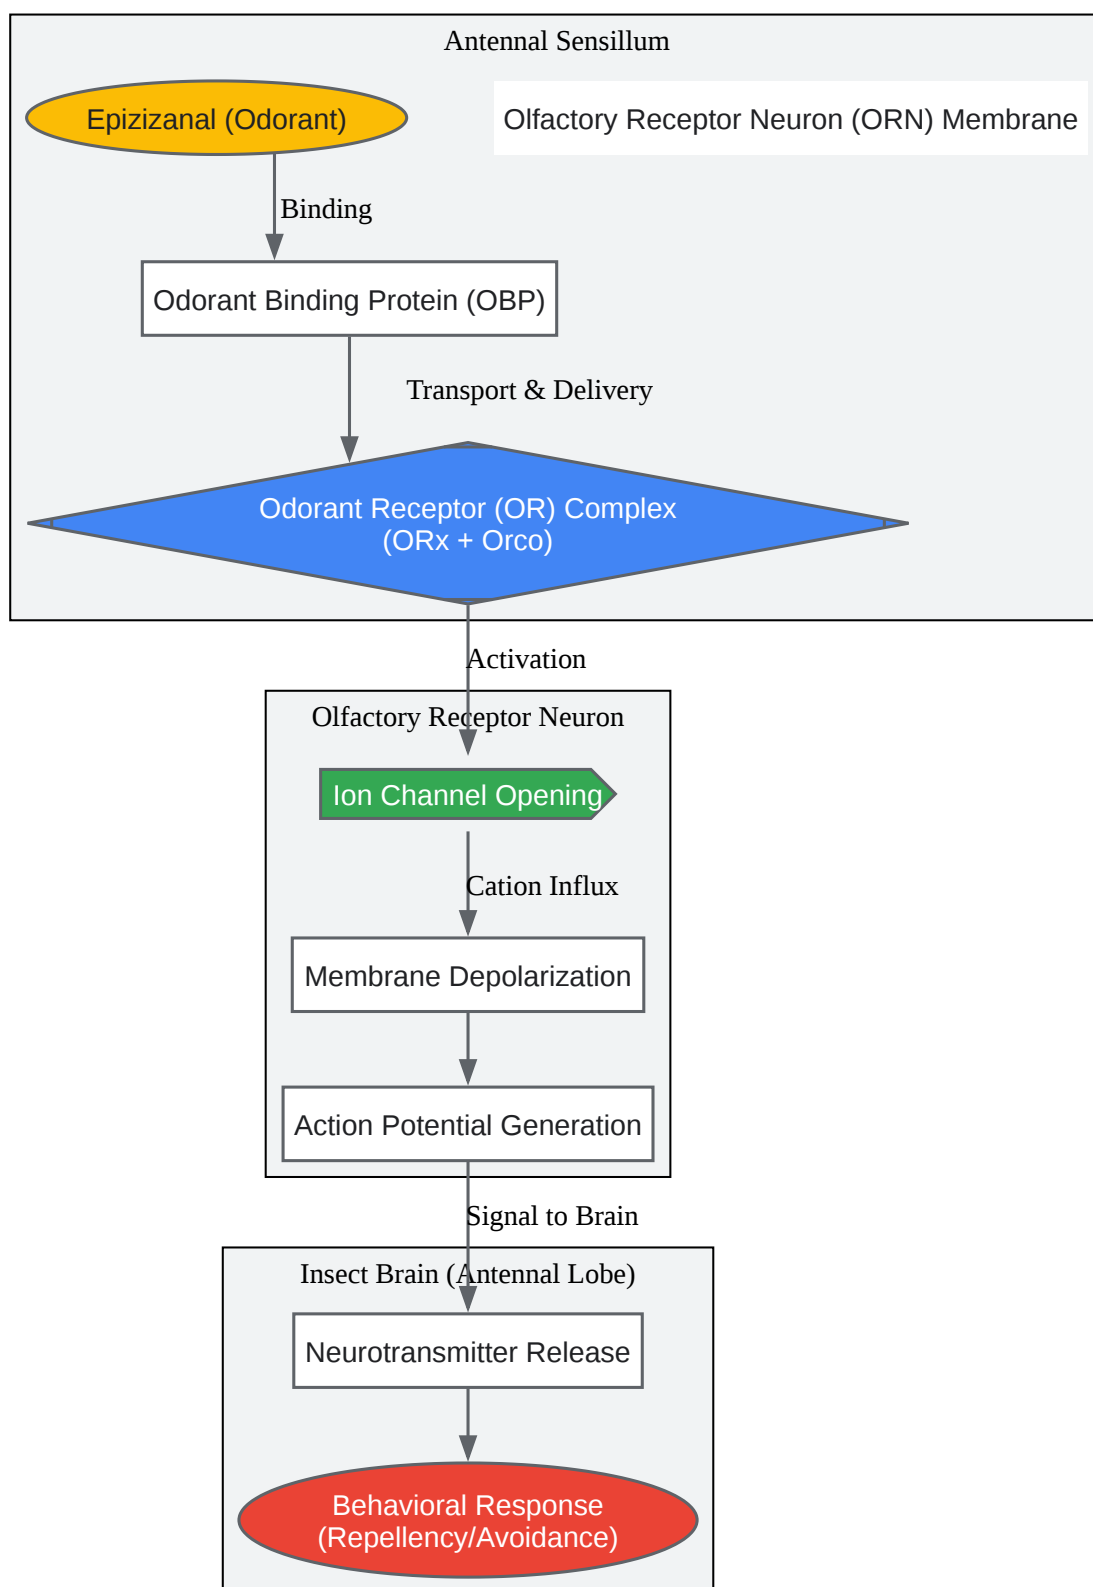 Antennal Sensillum
Epizizanal (Odorant)
Olfactory Receptor Neuron (ORN) Membrane
Binding
Odorant Binding Protein (OBP)
Transport & Delivery
Odorant Receptor (OR) Complex
(ORx + Orco)
Activation
Olfactory Receptor Neuron
Ion Channel Opening
Cation Influx
Membrane Depolarization
Action Potential Generation
Signal to Brain
Insect Brain (Antennal Lobe)
Neurotransmitter Release
Behavioral Response
(Repellency/Avoidance)